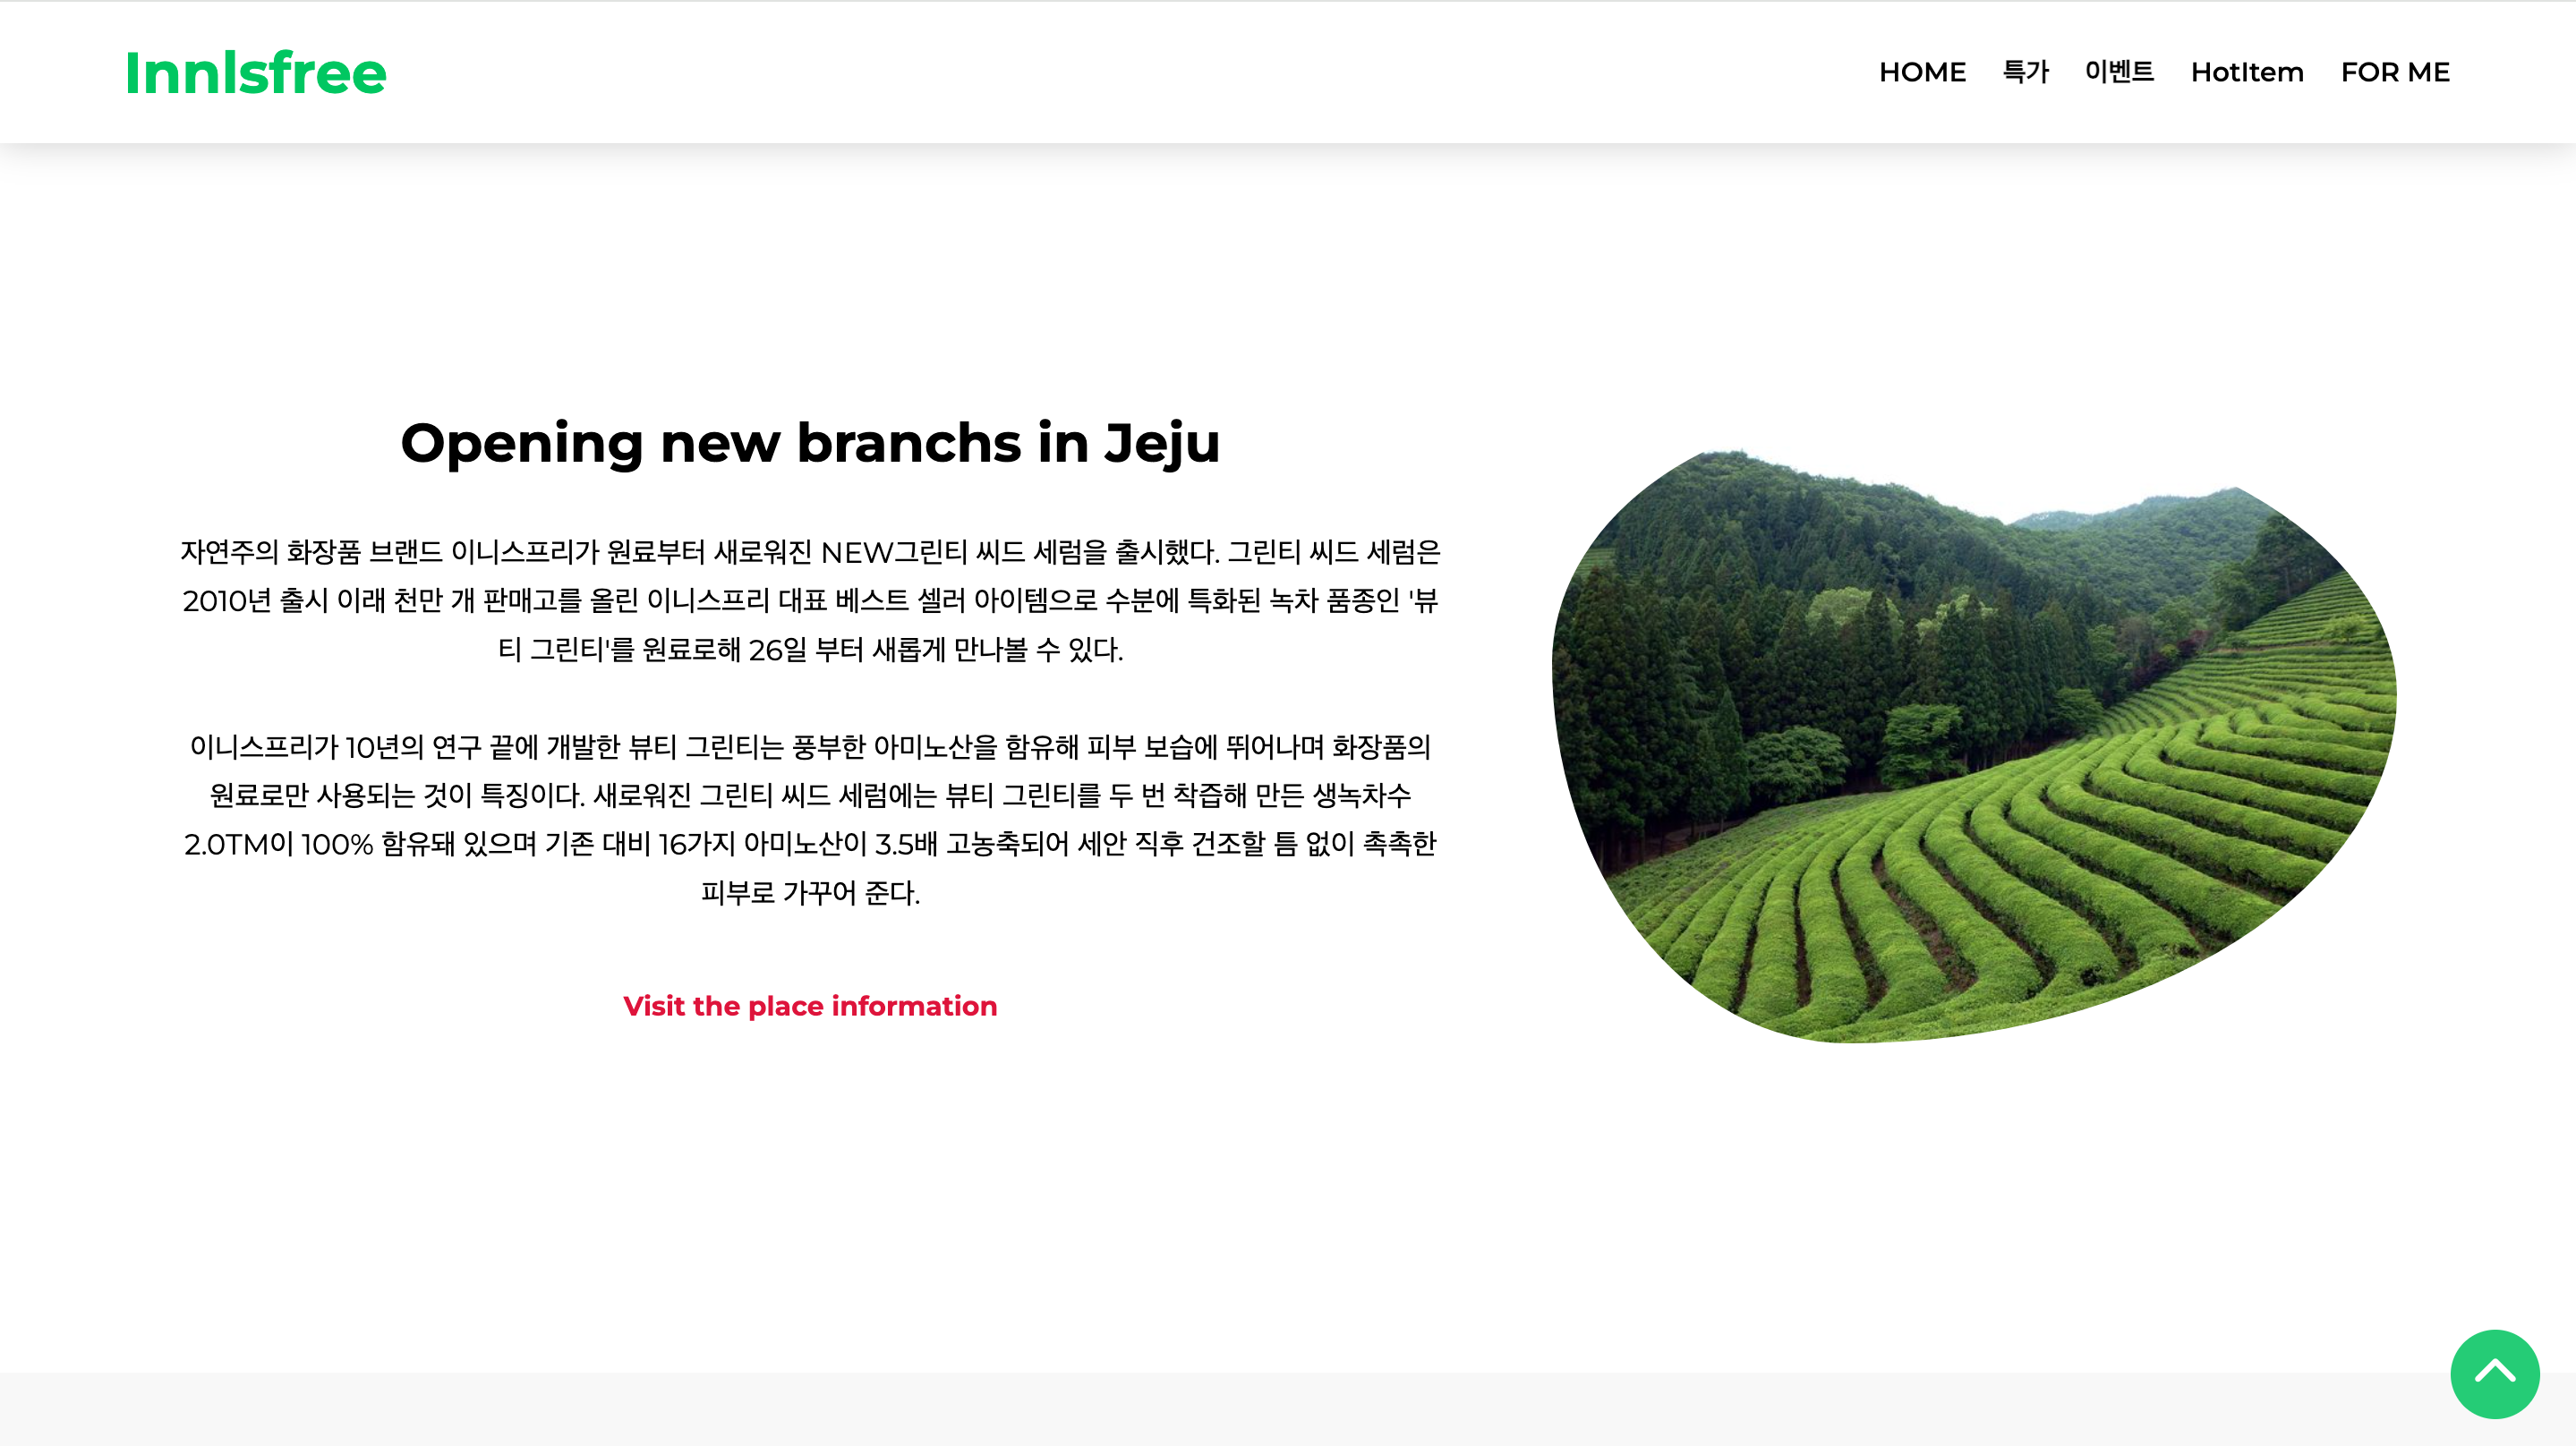 Innlsfree
HOME 특가 이벤트 HotItem FOR ME
Opening new branchs in Jeju
자연주의 화장품 브랜드 이니스프리가 원료부터 새로워진 NEW그린티 씨드 세럼을 출시했다. 그린티 씨드 세럼은
2010년 출시 이래 천만 개 판매고를 올린 이니스프리 대표 베스트 셀러 아이템으로 수분에 특화된 녹차 품종인 '뷰
티 그린티'를 원료로해 26일 부터 새롭게 만나볼 수 있다.
이니스프리가 10년의 연구 끝에 개발한 뷰티 그린티는 풍부한 아미노산을 함유해 피부 보습에 뛰어나며 화장품의
원료로만 사용되는 것이 특징이다. 새로워진 그린티 씨드 세럼에는 뷰티 그린티를 두 번 착즙해 만든 생녹차수
2.0TM이 100% 함유돼 있으며 기존 대비 16가지 아미노산이 3.5배 고농축되어 세안 직후 건조할 틈 없이 촉촉한
피부로 가꾸어 준다.
Visit the place information